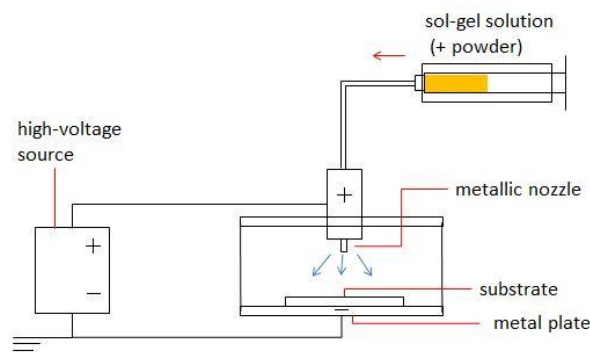 sol-gel solution
(+ powder)
high-voltage
source
+
metallic nozzle
+
−
substrate
−
metal plate